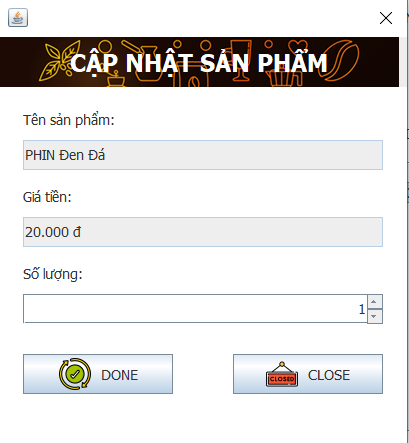 CẬP NHẬT SẢN PHẨM
Tên sản phẩm:
PHIN Đen Đá
Giá tiền:
20.000 đ
Số lượng:
1
DONE
CLOSED
CLOSE